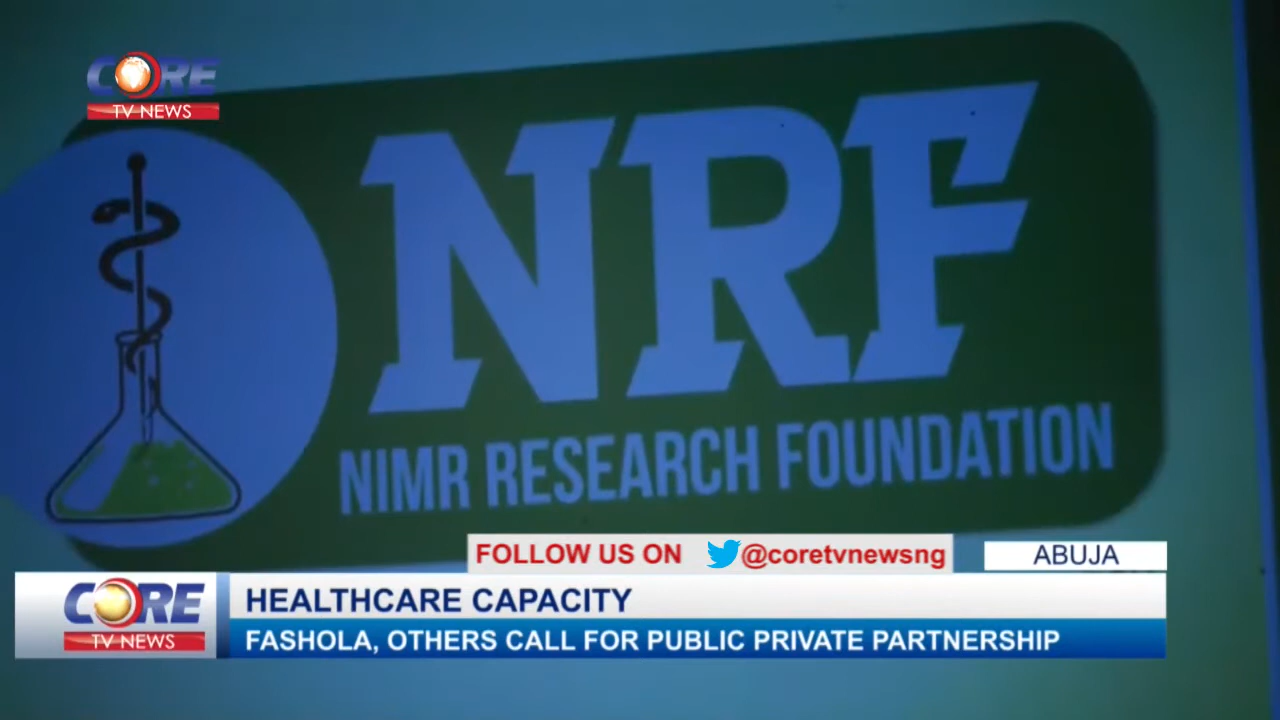 CORE
TV NEWS
NRF
NIMR RESEARCH FOUNDATION
FOLLOW US ON @coretvnewsng
ABUJA
CORE
TV NEWS
HEALTHCARE CAPACITY
FASHOLA, OTHERS CALL FOR PUBLIC PRIVATE PARTNERSHIP